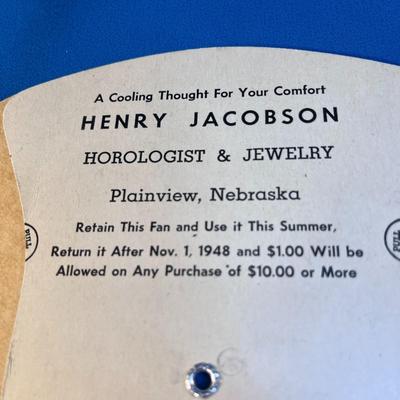 A Cooling Thought For Your Comfort
HENRY JACOBSON
HOROLOGIST & JEWELRY
Plainview, Nebraska
Retain This Fan and Use it This Summer,
Return it After Nov. 1, 1948 and $1.00 Will be
Allowed on Any Purchase of $10.00 or More
PULL
PULL